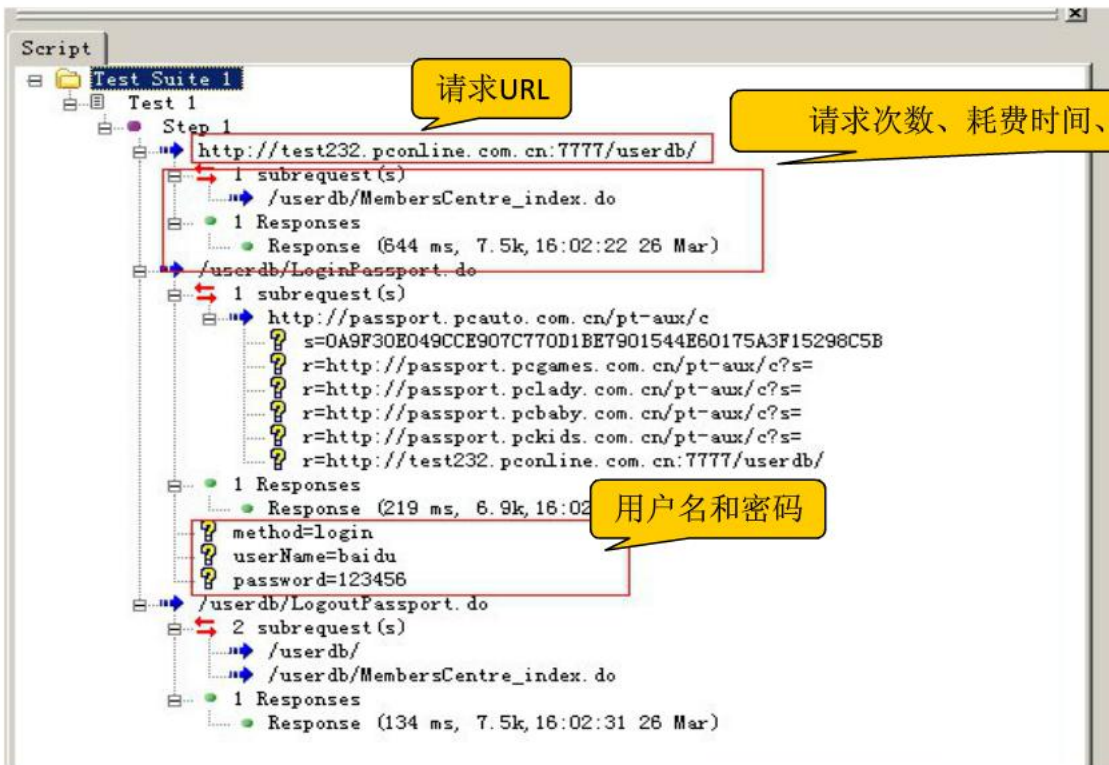 Script
Test Suite 1
请求URL
Test 1
请求次数、耗费时间、
Step 1
http://test232.pconline.com.cn:7777/userdb/
1 subrequest(s)
/userdb/MembersCentre_index.do
1 Responses
Response (644 ms, 7.5k,16:02:22 26 Mar)
/userdb/LoginPassport.do
1 subrequest(s)
http://passport.pcauto.com.cn/pt-aux/c
s=0A9F30E049CCE907C770D1BE7901544E60175A3F15298C5B
r=http://passport.pcgames.com.cn/pt-aux/c?s=
r=http://passport.pclady.com.cn/pt-aux/c?s=
r=http://passport.pcbaby.com.cn/pt-aux/c?s=
r=http://passport.pckids.com.cn/pt-aux/c?s=
r=http://test232.pconline.com.cn:7777/userdb/
1 Responses
Response (219 ms, 6.9k,16:02
用户名和密码
method=login
userName=baidu
password=123456
/userdb/LogoutPassport.do
2 subrequest(s)
/userdb/
/userdb/MembersCentre_index.do
1 Responses
Response (134 ms, 7.5k,16:02:31 26 Mar)